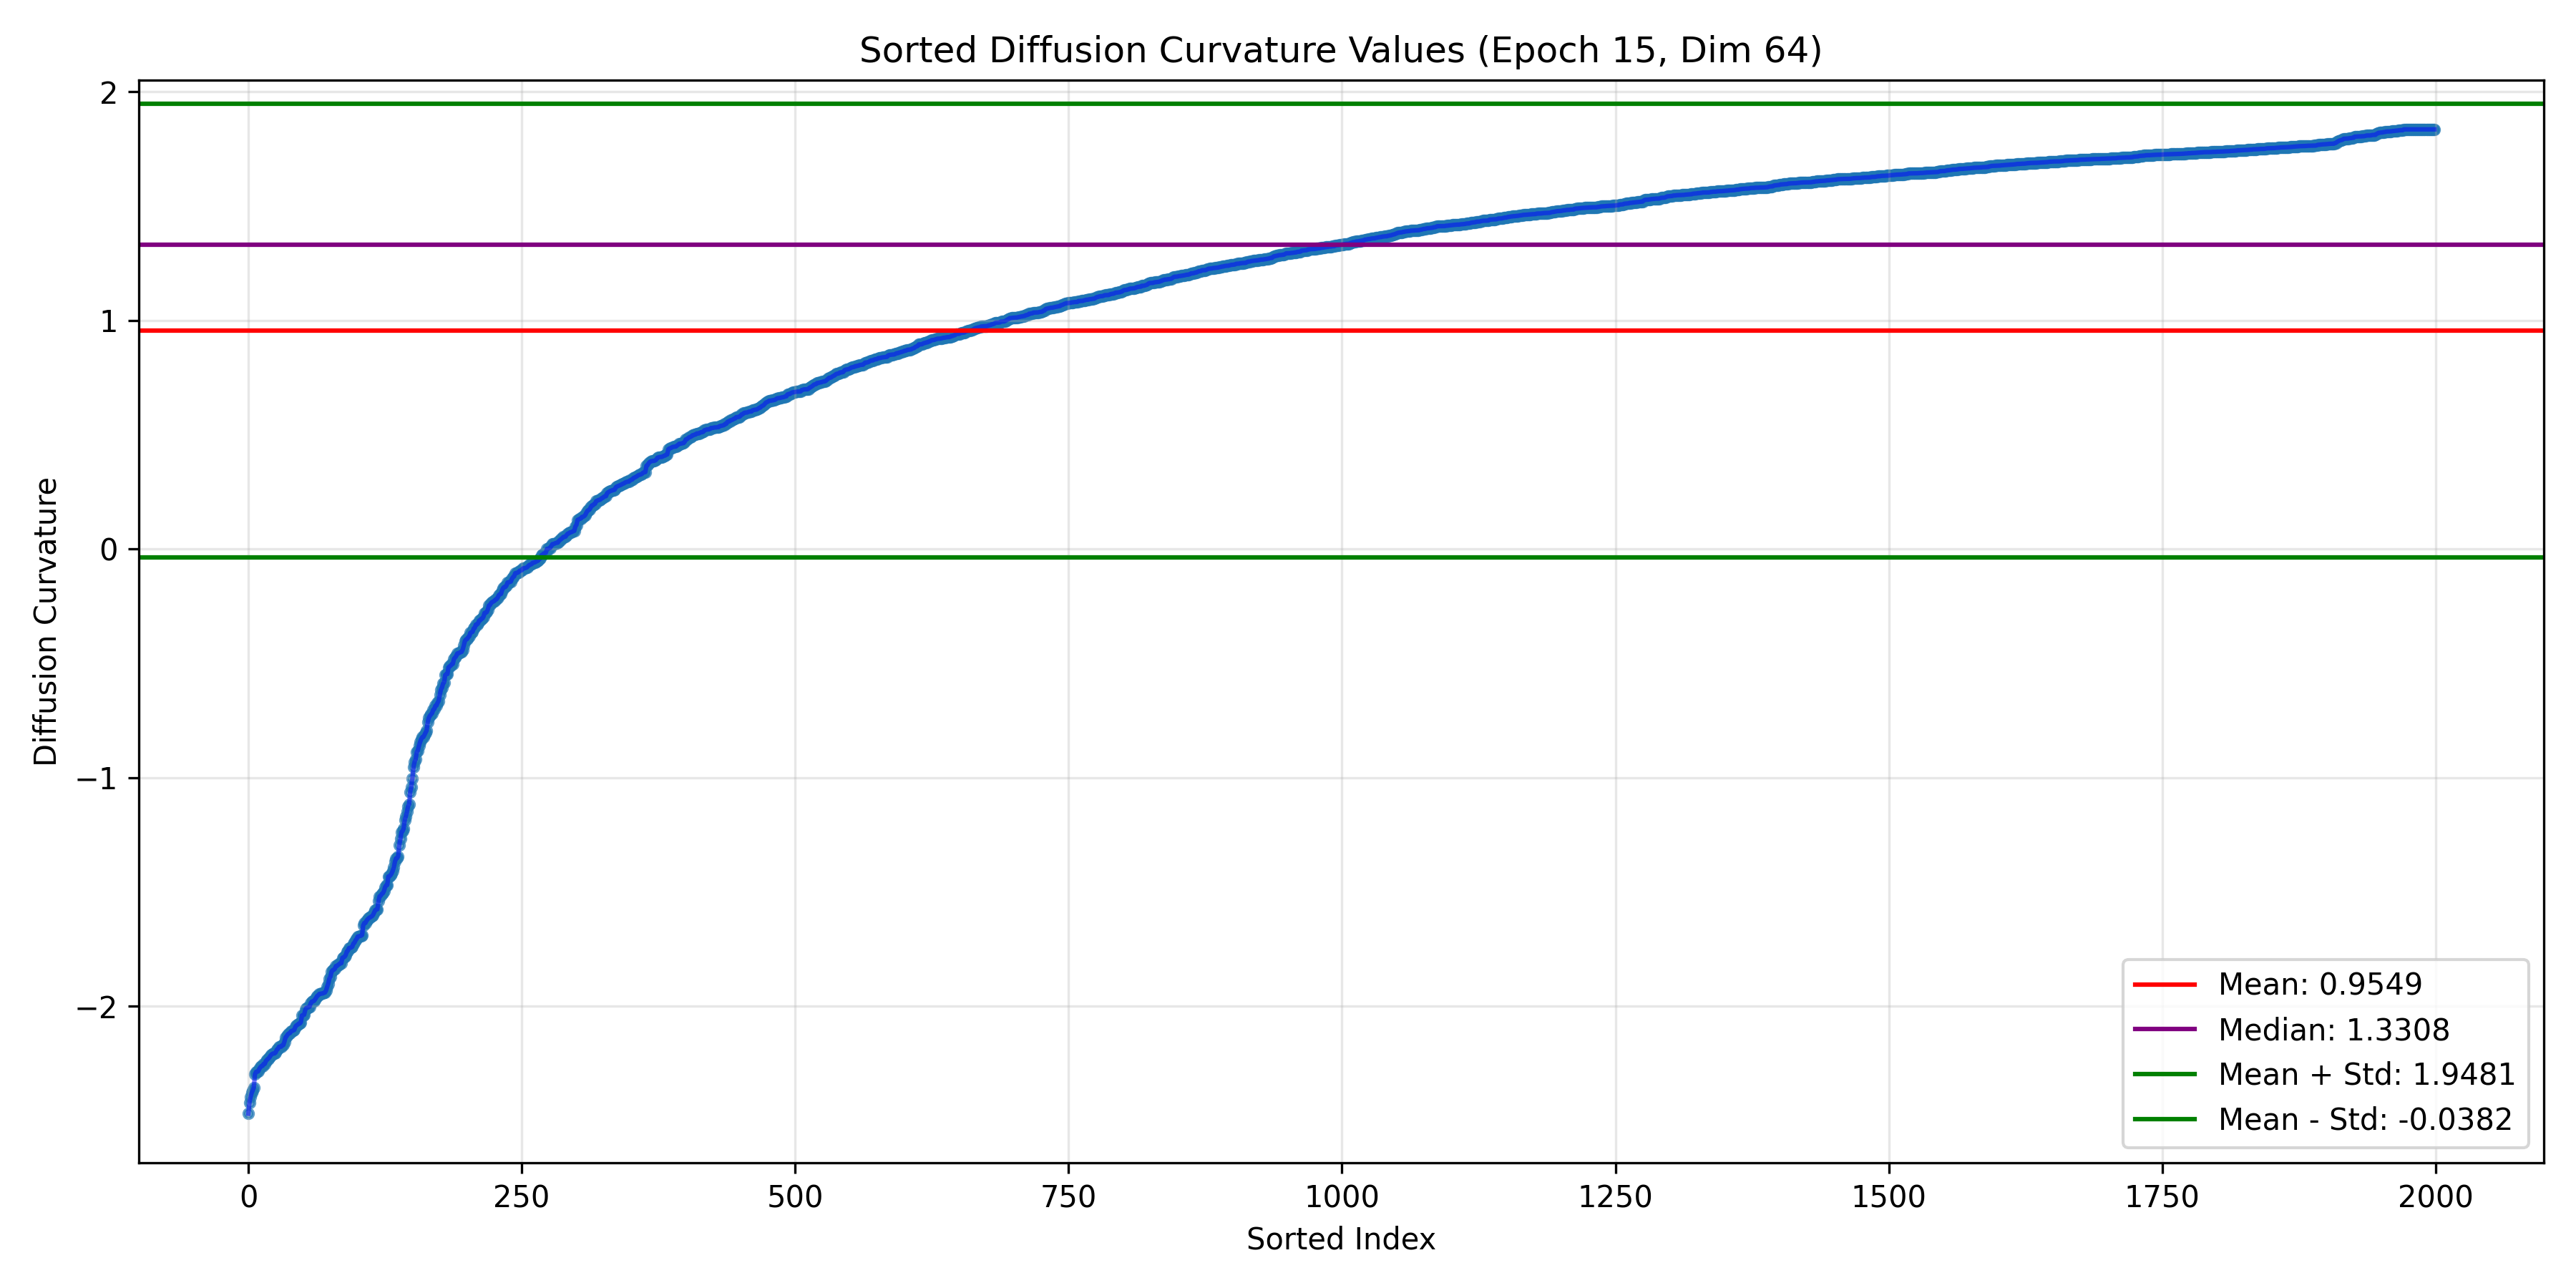 Sorted Diffusion Curvature Values (Epoch 15, Dim 64)
2
1
0
−1
−2
Diffusion Curvature
0
250
500
750
1000
1250
1500
1750
2000
Sorted Index
Mean: 0.9549
Median: 1.3308
Mean + Std: 1.9481
Mean - Std: -0.0382